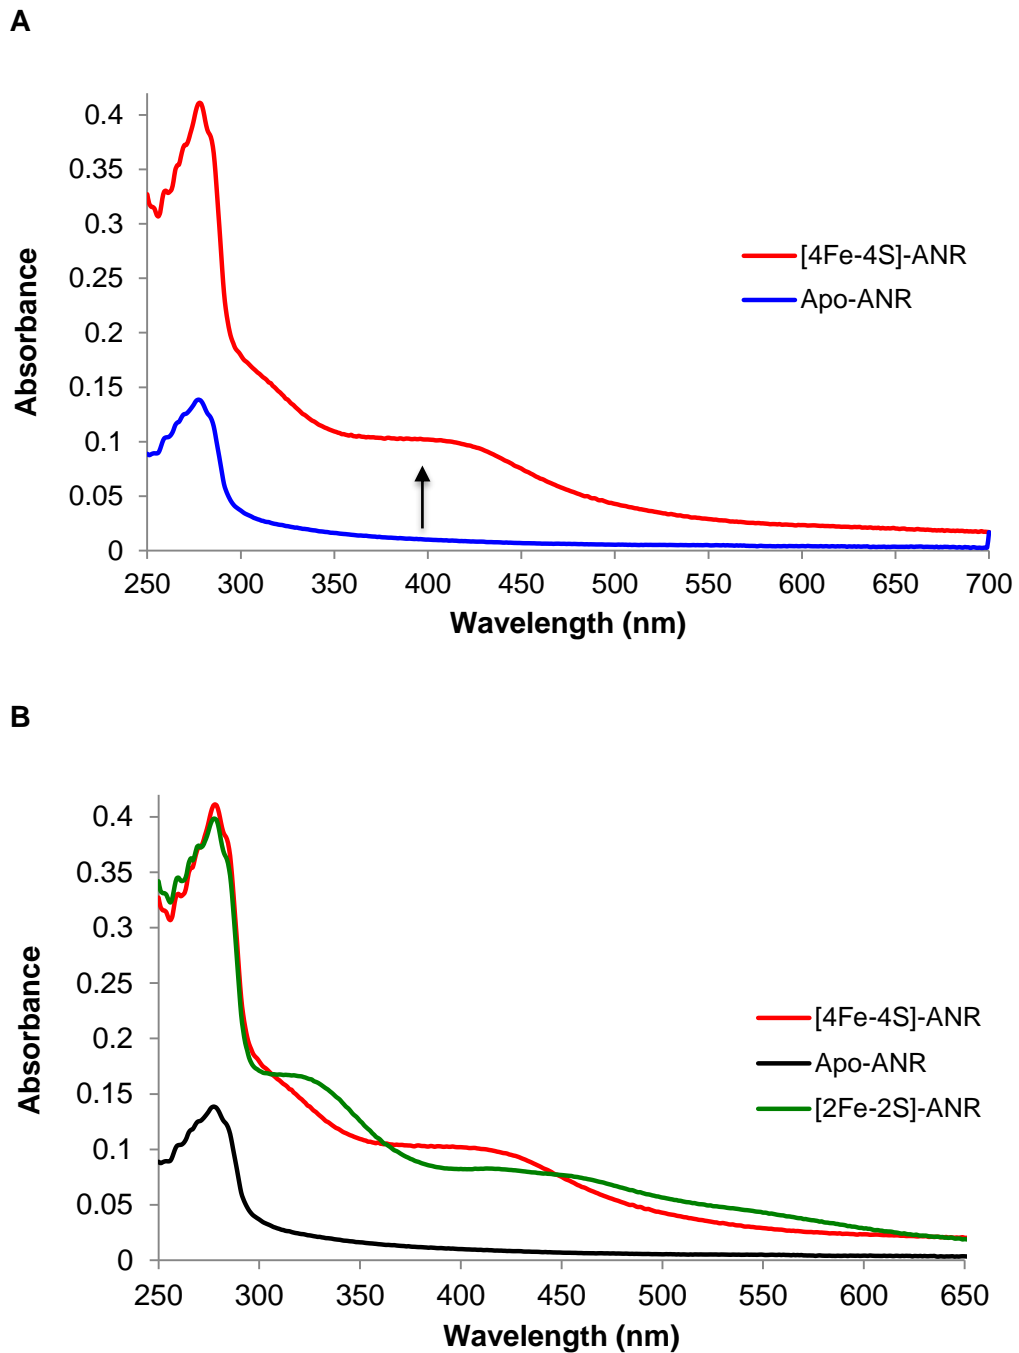 A
0.4
0.35
0.3
0.25
0.2
0.15
0.1
0.05
0
Absorbance
[4Fe-4S]-ANR
Apo-ANR
250 300 350 400 450 500 550 600 650 700
Wavelength (nm)
B
0.4
0.35
0.3
0.25
0.2
0.15
0.1
0.05
0
Absorbance
[4Fe-4S]-ANR
Apo-ANR
[2Fe-2S]-ANR
250 300 350 400 450 500 550 600 650
Wavelength (nm)